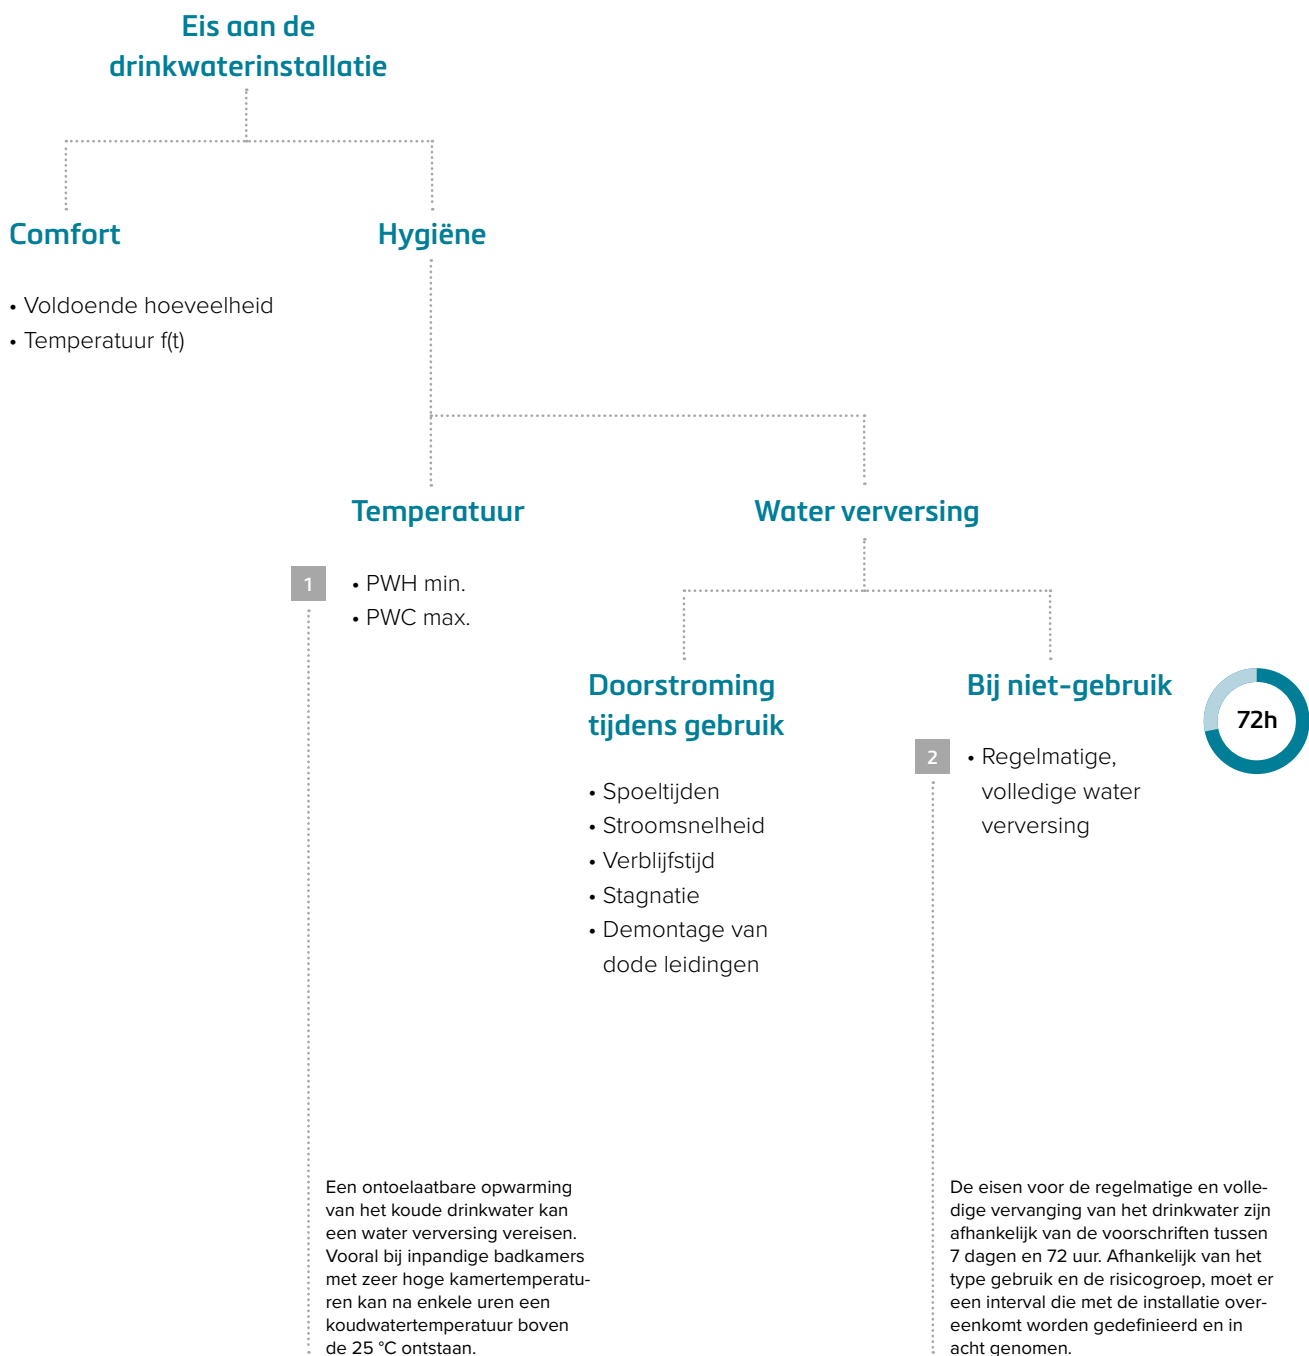 Eis aan de
drinkwaterinstallatie
Comfort
• Voldoende hoeveelheid
• Temperatuur f(t)
Hygiëne
Temperatuur
1
• PWH min.
• PWC max.
Water verversing
Doorstroming
tijdens gebruik
• Spoeltijden
• Stroomsnelheid
• Verblijfstijd
• Stagnatie
• Demontage van
dode leidingen
Bij niet-gebruik
72h
2
• Regelmatige,
volledige water
verversing
Een ontoelaatbare opwarming
van het koude drinkwater kan
een water verversing vereisen.
Vooral bij inpandige badkamers
met zeer hoge kamertemperatu-
ren kan na enkele uren een
koudwatertemperatuur boven
de 25 °C ontstaan.
De eisen voor de regelmatige en volle-
dige vervanging van het drinkwater zijn
afhankelijk van de voorschriften tussen
7 dagen en 72 uur. Afhankelijk van het
type gebruik en de risicogroep, moet er
een interval die met de installatie over-
eenkomt worden gedefinieerd en in
acht genomen.